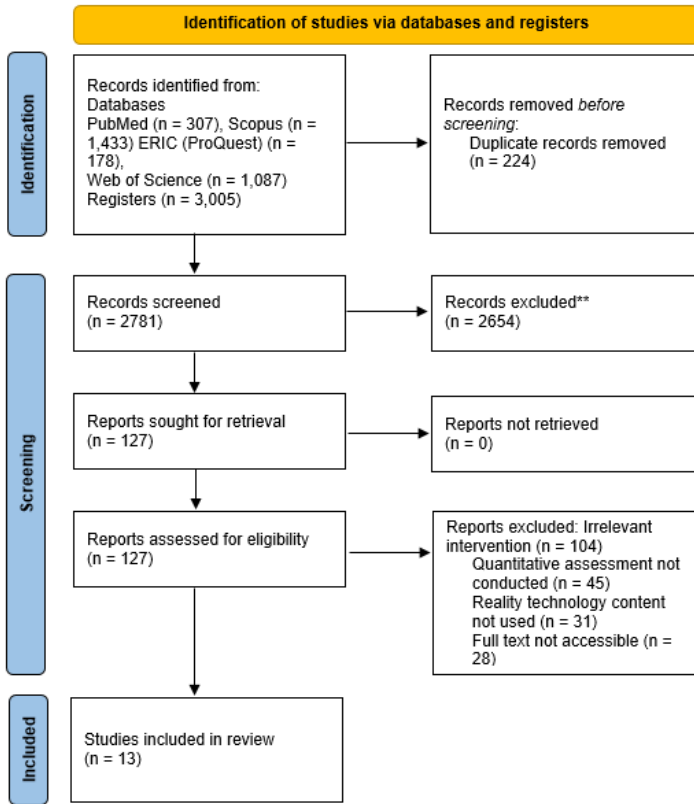 Identification of studies via databases and registers
Identification
Records identified from:
Databases
PubMed (n = 307), Scopus (n =
1,433) ERIC (ProQuest) (n =
178),
Web of Science (n = 1,087)
Registers (n = 3,005)
Records removed before
screening:
Duplicate records removed
(n = 224)
Screening
Records screened
(n = 2781)
Records excluded**
(n = 2654)
Reports sought for retrieval
(n = 127)
Reports not retrieved
(n = 0)
Reports assessed for eligibility
(n = 127)
Reports excluded: Irrelevant
intervention (n = 104)
Quantitative assessment not
conducted (n = 45)
Reality technology content
not used (n = 31)
Full text not accessible (n =
28)
Included
Studies included in review
(n = 13)